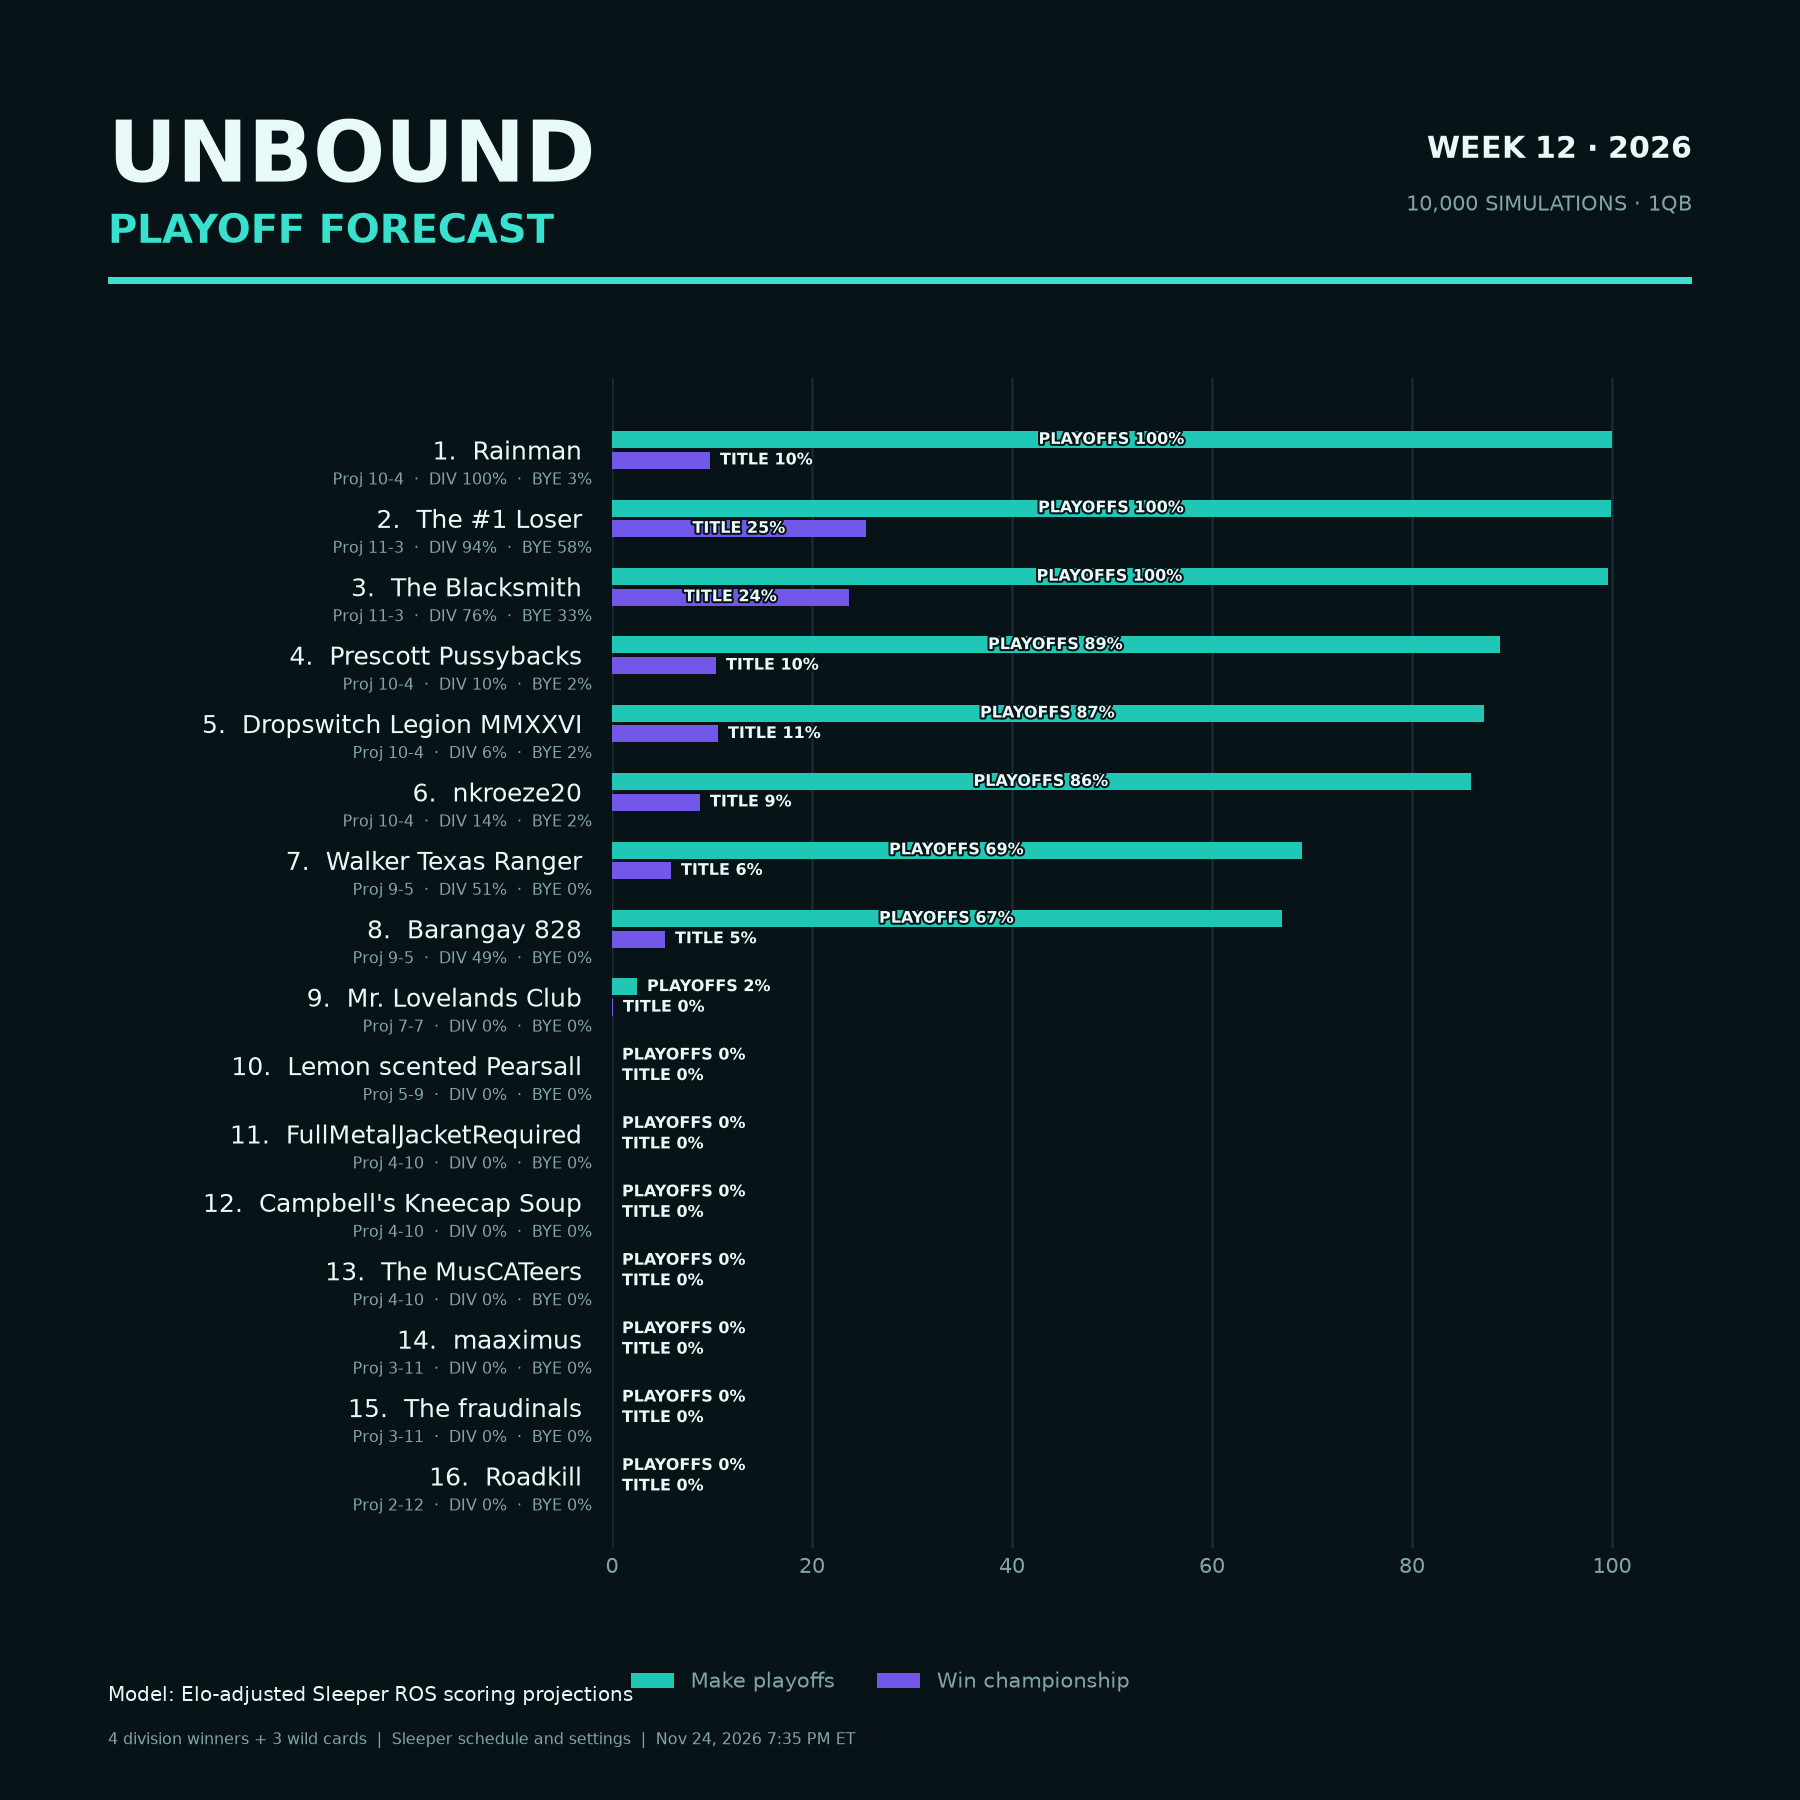 UNBOUND
PLAYOFF FORECAST
WEEK 12 · 2026
10,000 SIMULATIONS · 1QB
1. Rainman
Proj 10-4 · DIV 100% · BYE 3%
PLAYOFFS 100%
TITLE 10%
2. The #1 Loser
Proj 11-3 · DIV 94% · BYE 58%
PLAYOFFS 100%
TITLE 25%
3. The Blacksmith
Proj 11-3 · DIV 76% · BYE 33%
PLAYOFFS 100%
TITLE 24%
4. Prescott Pussybacks
Proj 10-4 · DIV 10% · BYE 2%
PLAYOFFS 89%
TITLE 10%
5. Dropswitch Legion MMXXVI
Proj 10-4 · DIV 6% · BYE 2%
PLAYOFFS 87%
TITLE 11%
6. nkroeze20
Proj 10-4 · DIV 14% · BYE 2%
PLAYOFFS 86%
TITLE 9%
7. Walker Texas Ranger
Proj 9-5 · DIV 51% · BYE 0%
PLAYOFFS 69%
TITLE 6%
8. Barangay 828
Proj 9-5 · DIV 49% · BYE 0%
PLAYOFFS 67%
TITLE 5%
9. Mr. Lovelands Club
Proj 7-7 · DIV 0% · BYE 0%
PLAYOFFS 2%
TITLE 0%
10. Lemon scented Pearsall
Proj 5-9 · DIV 0% · BYE 0%
PLAYOFFS 0%
TITLE 0%
11. FullMetalJacketRequired
Proj 4-10 · DIV 0% · BYE 0%
PLAYOFFS 0%
TITLE 0%
12. Campbell's Kneecap Soup
Proj 4-10 · DIV 0% · BYE 0%
PLAYOFFS 0%
TITLE 0%
13. The MusCATeers
Proj 4-10 · DIV 0% · BYE 0%
PLAYOFFS 0%
TITLE 0%
14. maaximus
Proj 3-11 · DIV 0% · BYE 0%
PLAYOFFS 0%
TITLE 0%
15. The fraudinals
Proj 3-11 · DIV 0% · BYE 0%
PLAYOFFS 0%
TITLE 0%
16. Roadkill
Proj 2-12 · DIV 0% · BYE 0%
PLAYOFFS 0%
TITLE 0%
0 20 40 60 80 100
Make playoffs Win championship
Model: Elo-adjusted Sleeper ROS scoring projections
4 division winners + 3 wild cards | Sleeper schedule and settings | Nov 24, 2026 7:35 PM ET